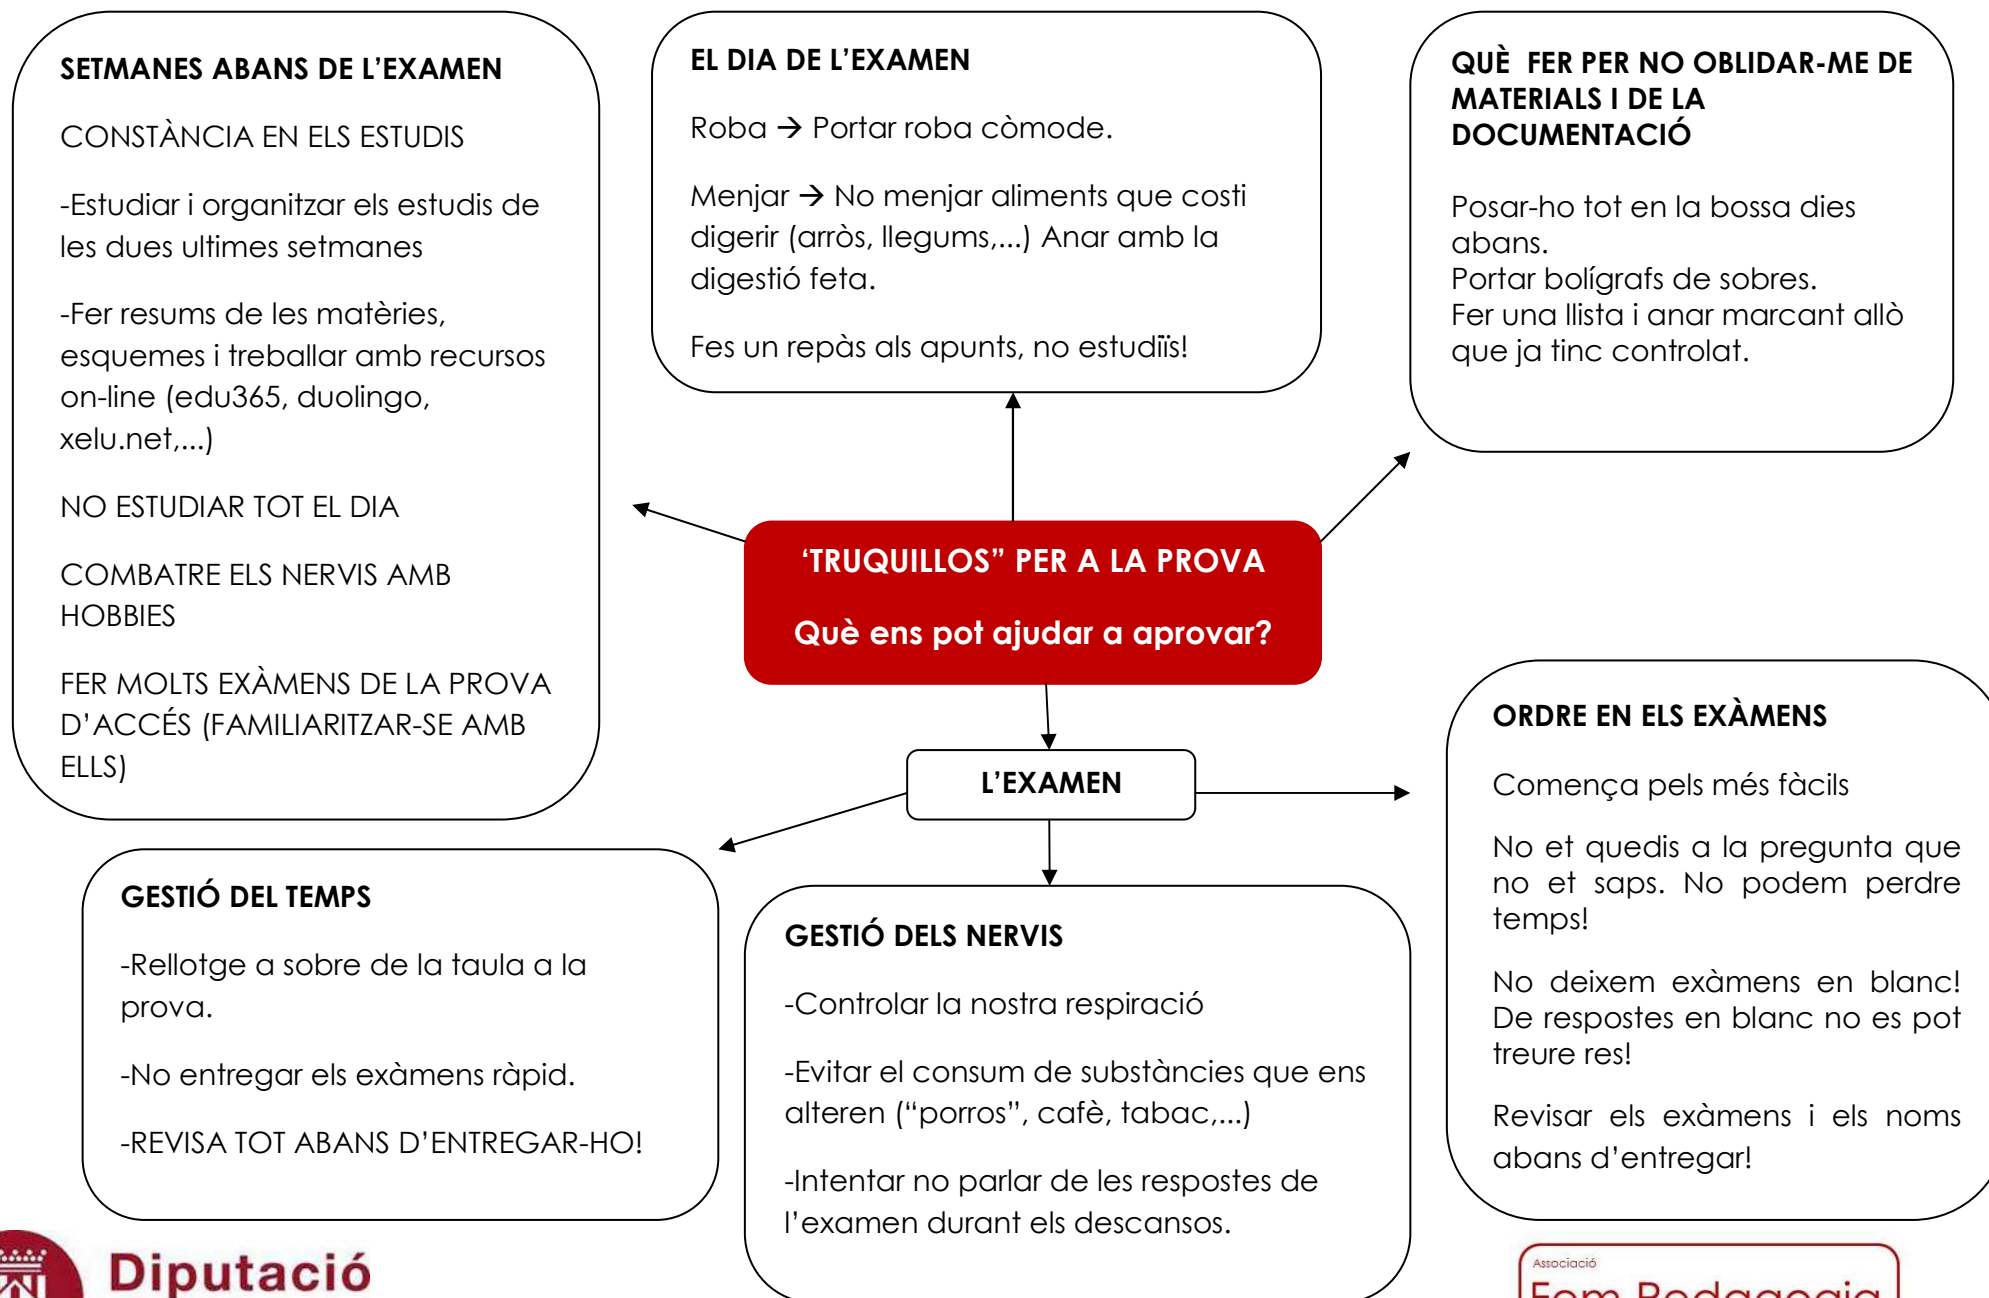 SETMANES ABANS DE L’EXAMEN
CONSTÀNCIA EN ELS ESTUDIS
-Estudiar i organitzar els estudis de
les dues ultimes setmanes
-Fer resums de les matèries,
esquemes i treballar amb recursos
on-line (edu365, duolingo,
xelu.net,...)
NO ESTUDIAR TOT EL DIA
COMBATRE ELS NERVIS AMB
HOBBIES
FER MOLTS EXÀMENS DE LA PROVA
D’ACCÉS (FAMILIARITZAR-SE AMB
ELLS)
EL DIA DE L’EXAMEN
Roba → Portar roba còmode.
Menjar → No menjar aliments que costi
digerir (arròs, llegums,...) Anar amb la
digestió feta.
Fes un repàs als apunts, no estudiïs!
QUÈ FER PER NO OBLIDAR-ME DE
MATERIALS I DE LA
DOCUMENTACIÓ
Posar-ho tot en la bossa dies
abans.
Portar bolígrafs de sobres.
Fer una llista i anar marcant allò
que ja tinc controlat.
‘TRUQUILLOS” PER A LA PROVA
Què ens pot ajudar a aprovar?
L’EXAMEN
GESTIÓ DEL TEMPS
-Rellotge a sobre de la taula a la
prova.
-No entregar els exàmens ràpid.
-REVISA TOT ABANS D’ENTREGAR-HO!
GESTIÓ DELS NERVIS
-Controlar la nostra respiració
-Evitar el consum de substàncies que ens
alteren (“porros”, cafè, tabac,...)
-Intentar no parlar de les respostes de
l’examen durant els descansos.
ORDRE EN ELS EXÀMENS
Comença pels més fàcils
No et quedis a la pregunta que
no et saps. No podem perdre
temps!
No deixem exàmens en blanc!
De respostes en blanc no es pot
treure res!
Revisar els exàmens i els noms
abans d’entregar!
Diputació
Associació
Fem Pedagogia